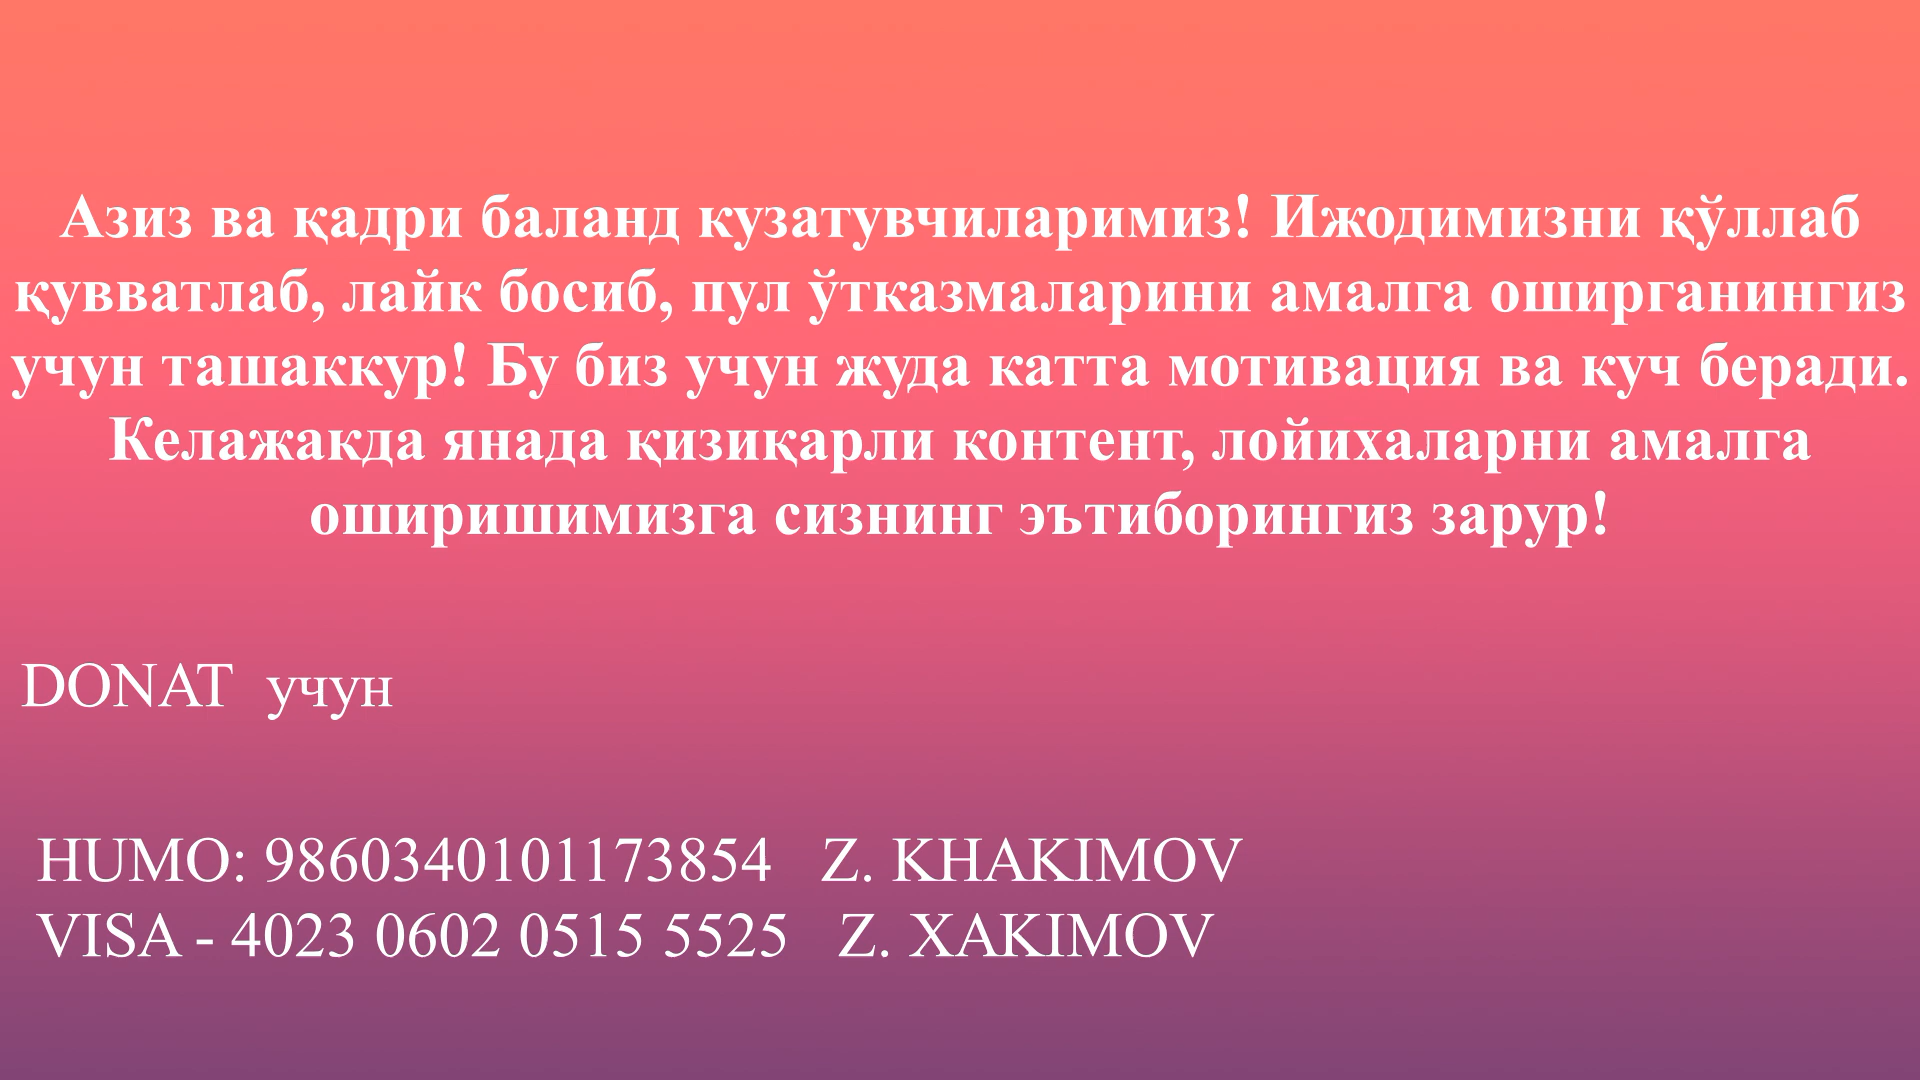 Азиз ва қадри баланд кузатувчиларимиз! Ижодимизни қўллаб
қувватлаб, лайк босиб, пул ўтказмаларини амалга оширганингиз
учун ташаккур! Бу биз учун жуда катта мотивация ва куч беради.
Келажакда янада қизиқарли контент, лойихаларни амалга
оширишимизга сизнинг эътиборингиз зарур!
DONAT учун
HUMO: 9860340101173854 Z. KHAKIMOV
VISA - 4023 0602 0515 5525 Z. XAKIMOV